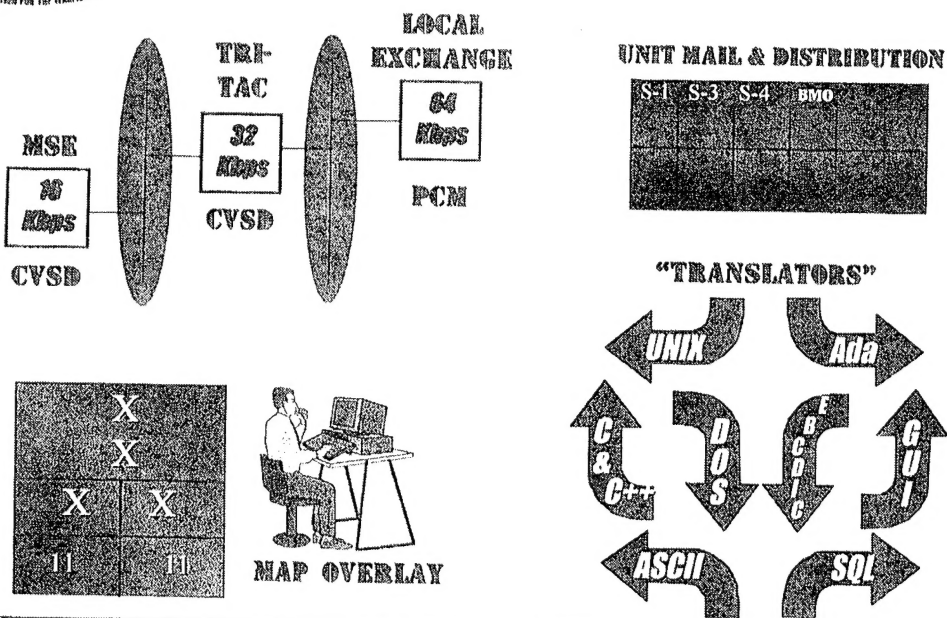 LOCAL
EXCHANGE
TRI-
TAC
64
Kbps
32
Kbps
MSE
16
Kbps
PCM
CVSD
CVSD
UNIT MAIL & DISTRIBUTION
S-1 S-3 S-4 BMO
"TRANSLATORS"
UNIX
Ada
C
&
C++
DOS
EBCDIC
GUI
ASCII
SQL
X
X
X X
11 11
MAP OVERLAY